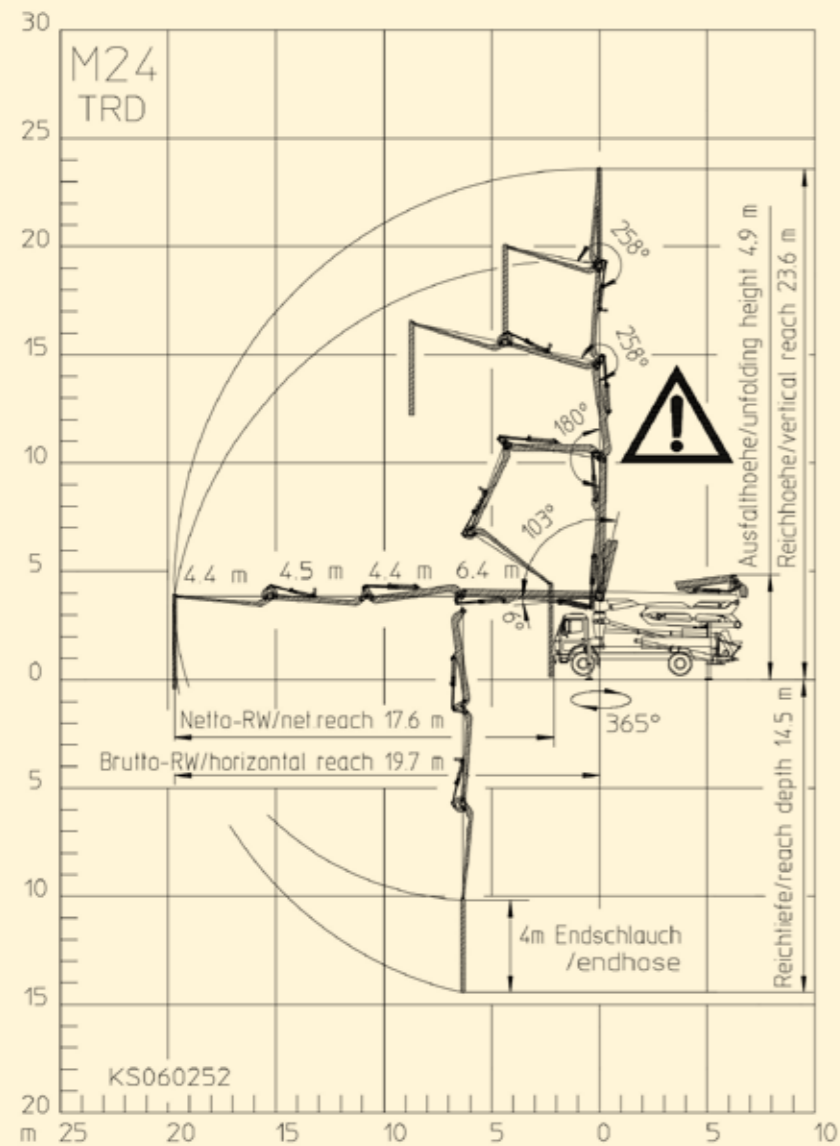 30
M24
TRD
25
20
258°
258°
15
180°
10
103°
5
4.4 m
4.5 m
4.4 m
6.4 m
6°
0
Netto-RW/net.reach 17.6 m
365°
Brutto-RW/horizontal reach 19.7 m
5
10
4m Endschlauch
/endhose
15
KS060252
20
m
25
20
15
10
5
0
5
10
Ausfalthoehe/unfolding height 4.9 m
Reichhoehe/vertical reach 23.6 m
Reichtiefe/reach depth 14.5 m